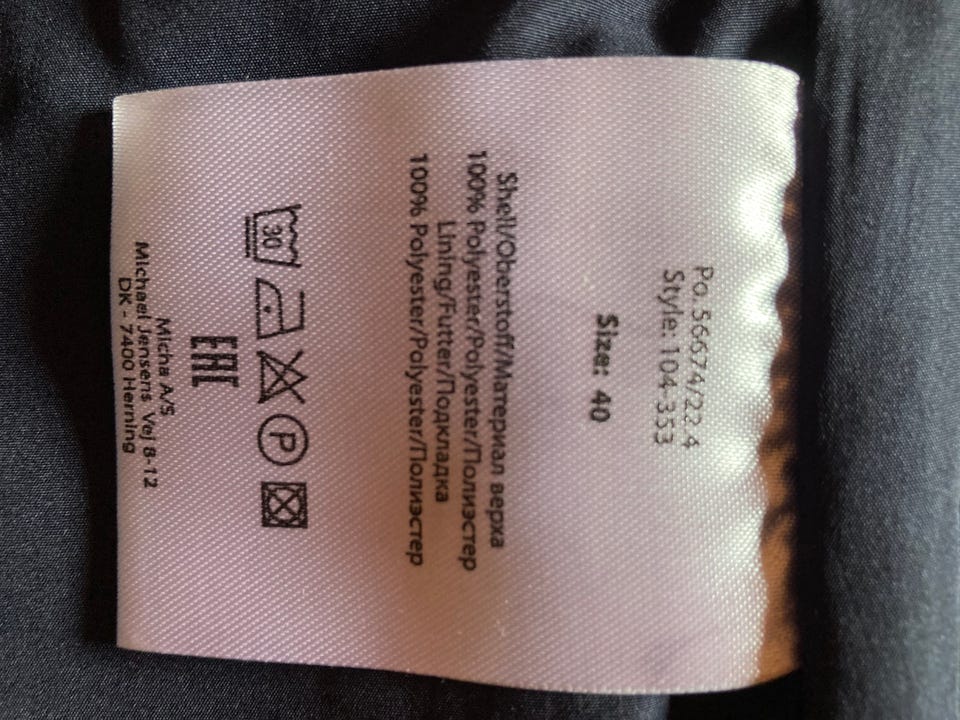 Po.56674/22.4
Style: 104-353
Size: 40
Shell/Oberstoff/Материал верха
100% Polyester/Polyester/Полиэстер
Lining/Futter/Подкладка
100% Polyester/Polyester/Полиэстер
30 P
EAC
Micha A/S
Michael Jensens Vej 8-12
DK - 7400 Herning